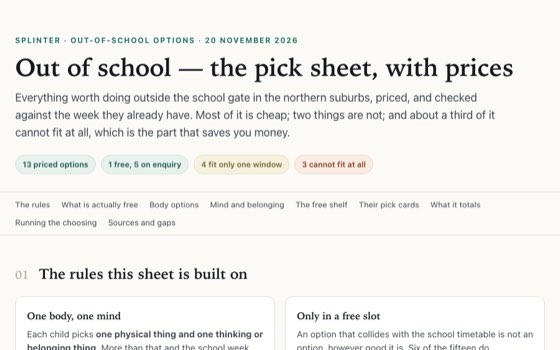 SPLINTER · OUT-OF-SCHOOL OPTIONS · 20 NOVEMBER 2026
Out of school — the pick sheet, with prices
Everything worth doing outside the school gate in the northern suburbs, priced, and checked
against the week they already have. Most of it is cheap; two things are not; and about a third of it
cannot fit at all, which is the part that saves you money.
13 priced options 1 free, 5 on enquiry 4 fit only one window 3 cannot fit at all
The rules What is actually free Body options Mind and belonging The free shelf Their pick cards What it totals
Running the choosing Sources and gaps
01 The rules this sheet is built on
One body, one mind
Each child picks one physical thing and one thinking or
belonging thing. More than that and the school week
Only in a free slot
An option that collides with the school timetable is not an
option, however good it is. Six of the fifteen do